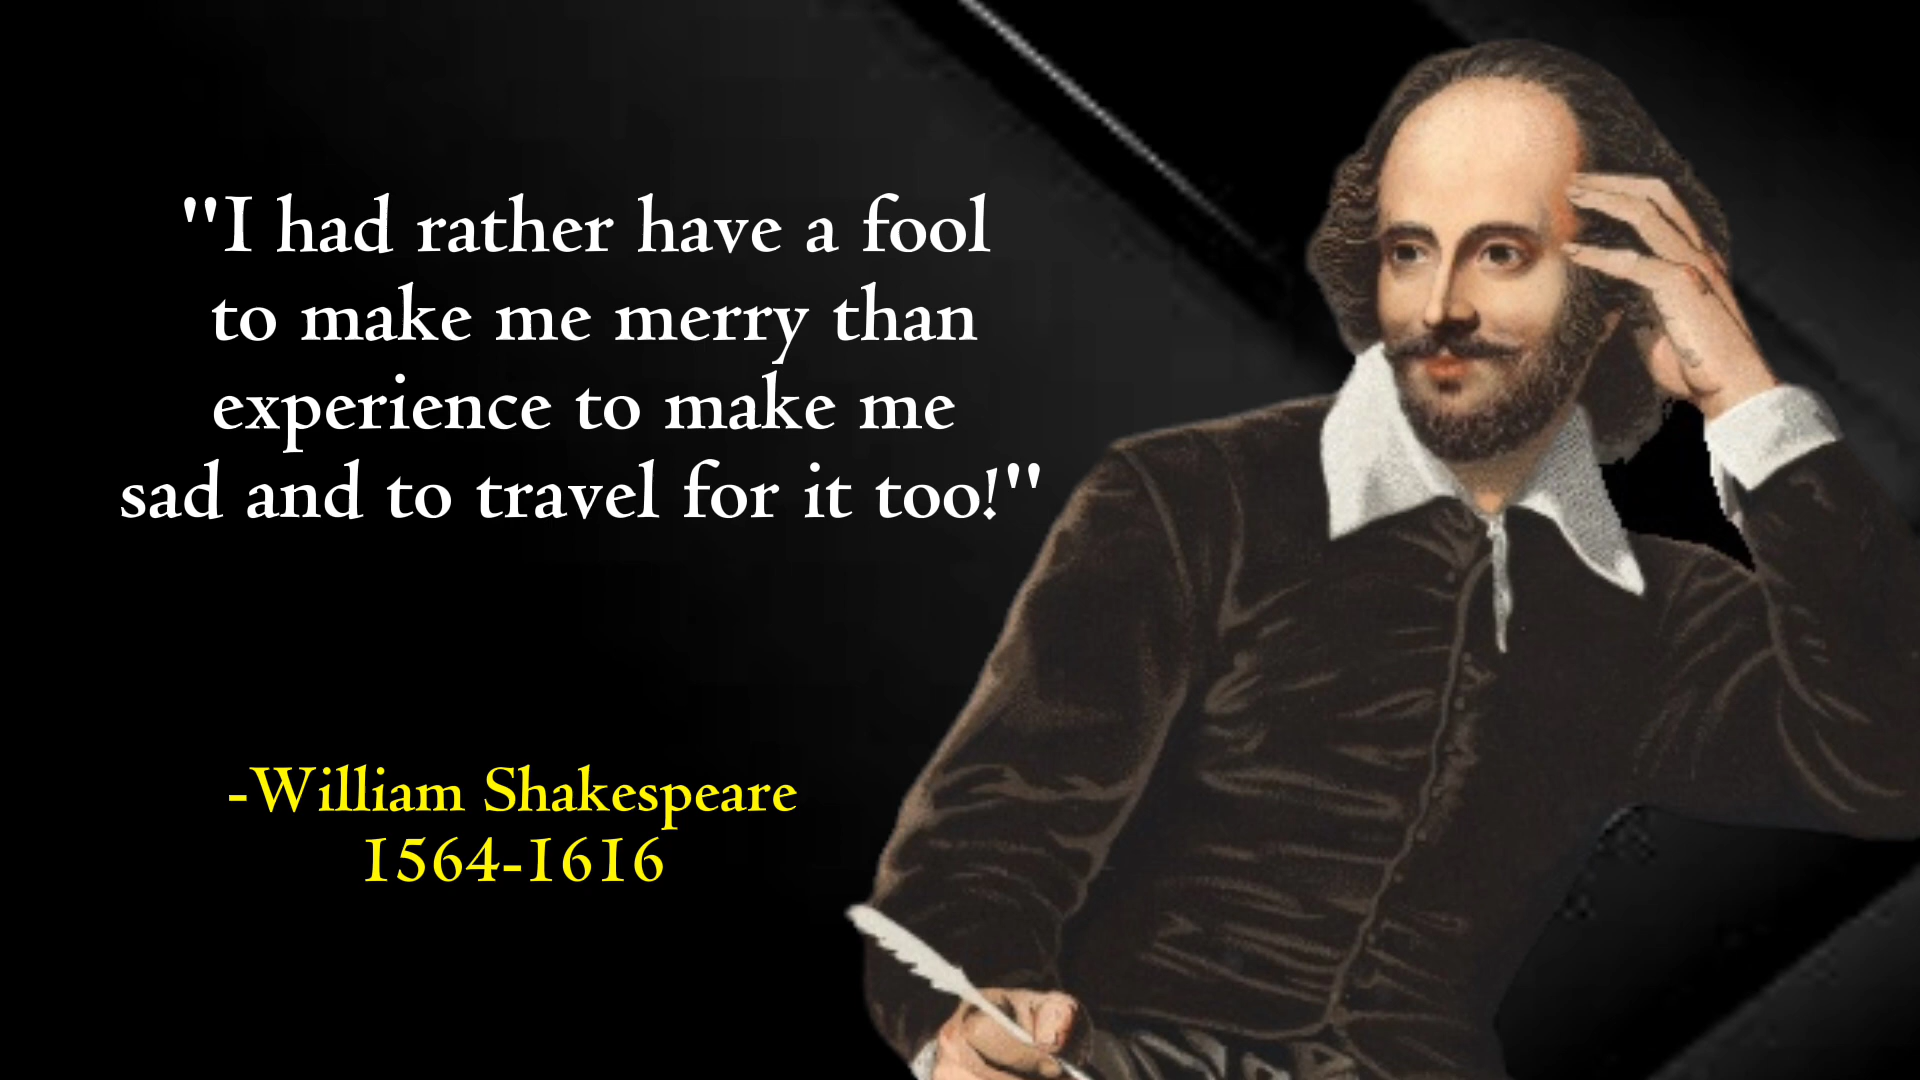 "I had rather have a fool
to make me merry than
experience to make me
sad and to travel for it too!"
-William Shakespeare
1564-1616